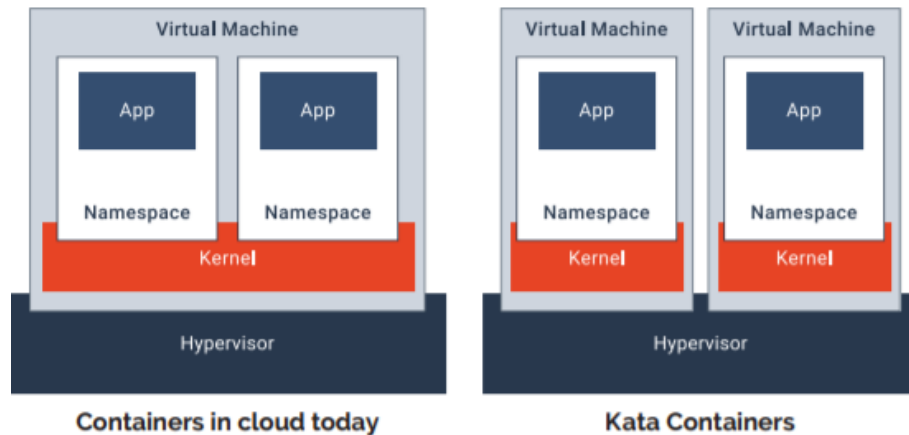 Virtual Machine
App
App
Namespace
Namespace
Kernel
Hypervisor
Containers in cloud today
Virtual Machine
Virtual Machine
App
App
Namespace
Namespace
Kernel
Kernel
Hypervisor
Kata Containers